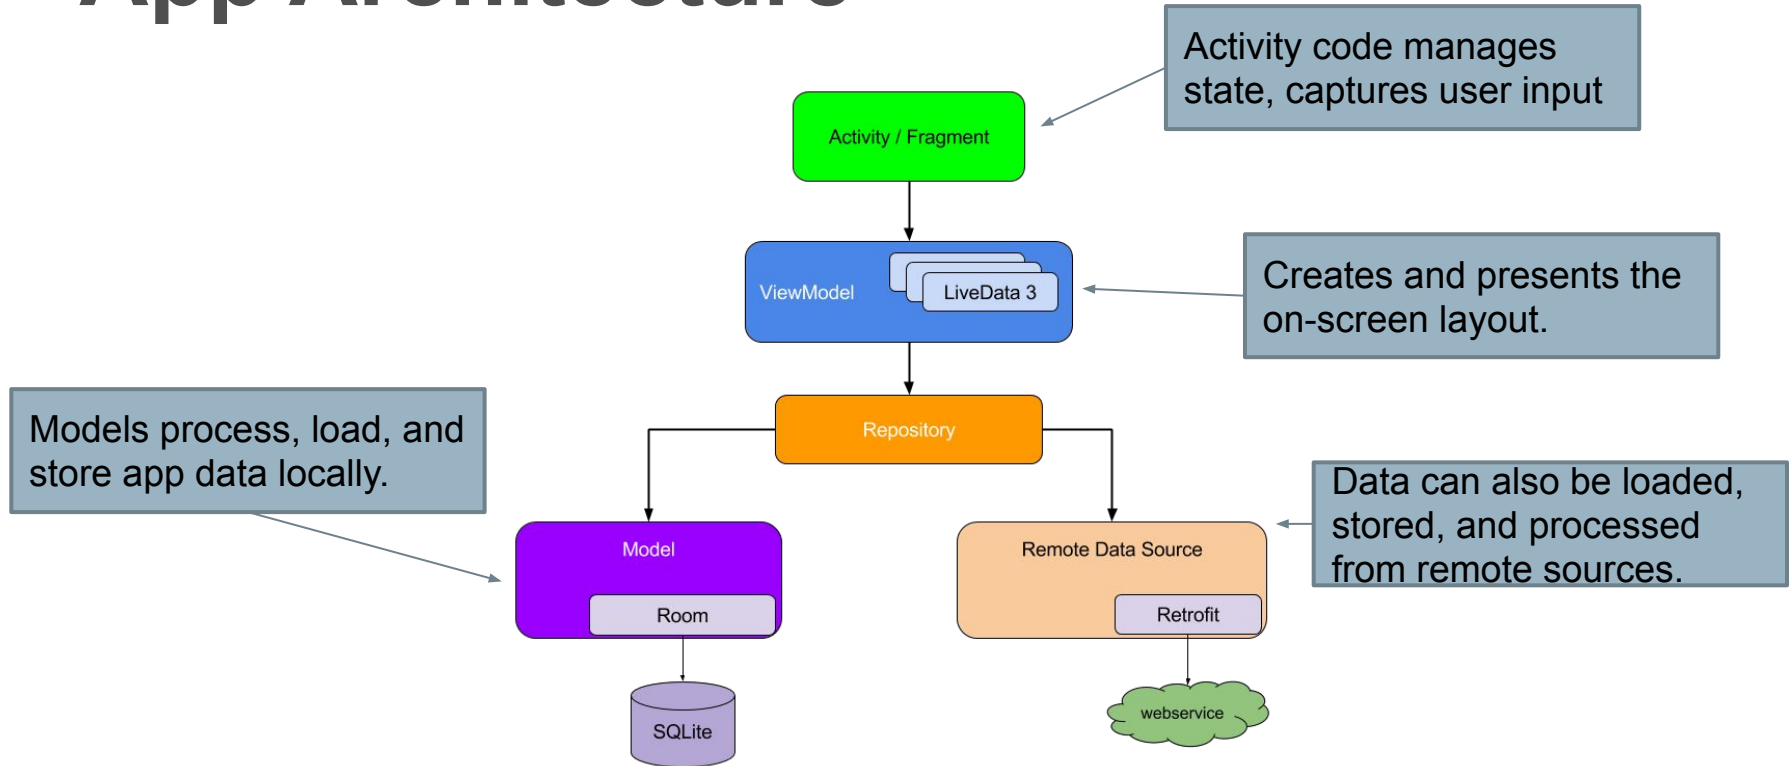 App Architecture
Activity code manages
state, captures user input
Activity / Fragment
ViewModel
LiveData 3
Creates and presents the
on-screen layout.
Models process, load, and
store app data locally.
Repository
Data can also be loaded,
stored, and processed
from remote sources.
Model
Room
Remote Data Source
Retrofit
SQLite
webservice